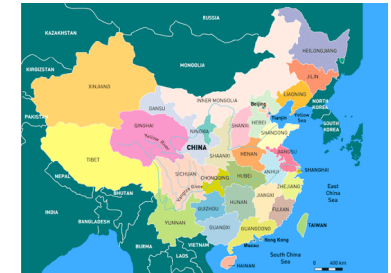 RUSSIA
KAZAKHSTAN
HEILONGJIANG
MONGOLIA
JILIN
KIRGIZSTAN
XINJIANG
INNER MONGOLIA
LIAONING
GANSU
Beijing
NORTH
KOREA
PAKISTAN
Tianjin
Yellow
Sea
HEBEI
SOUTH
KOREA
QINGHAI
NINGXIA
SHANXI
SHANDONG
Yellow River
CHINA
SHAANXI
HENAN
JIANGSU
TIBET
NEPAL
SICHUAN
CHONGQING
HUBEI
ANHUI
SHANGHAI
BHUTAN
Yangtze River
ZHEJIANG
East
China
Sea
INDIA
GUIZHOU
HUNAN
JIANGXI
FUJIAN
BANGLADESH
YUNNAN
GUANGXI
GUANGDONG
TAIWAN
BURMA
VIETNAM
Macau
Hong Kong
LAOS
South China
Sea
HAINAN
0 400 km